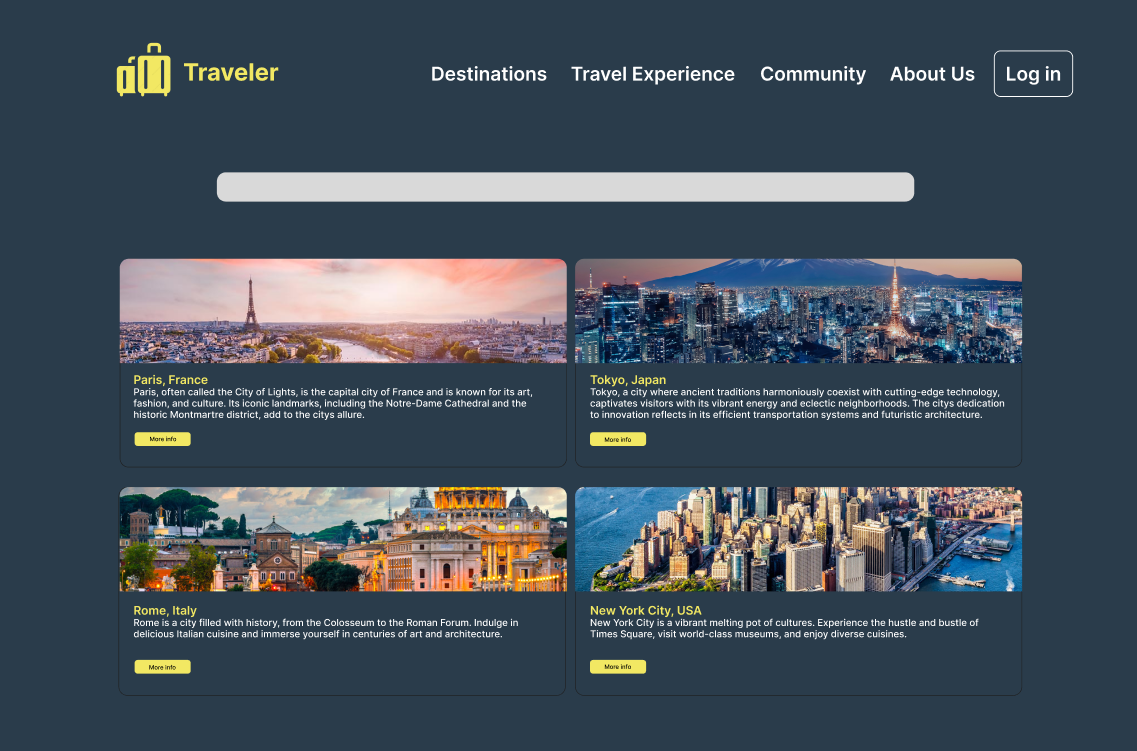 Traveler
Destinations
Travel Experience
Community
About Us
Log in
Paris, France
Paris, often called the City of Lights, is the capital city of France and is known for its art,
fashion, and culture. Its iconic landmarks, including the Notre-Dame Cathedral and the
historic Montmartre district, add to the citys allure.
More info
Tokyo, Japan
Tokyo, a city where ancient traditions harmoniously coexist with cutting-edge technology,
captivates visitors with its vibrant energy and eclectic neighborhoods. The citys dedication
to innovation reflects in its efficient transportation systems and futuristic architecture.
More info
Rome, Italy
Rome is a city filled with history, from the Colosseum to the Roman Forum. Indulge in
delicious Italian cuisine and immerse yourself in centuries of art and architecture.
More info
New York City, USA
New York City is a vibrant melting pot of cultures. Experience the hustle and bustle of
Times Square, visit world-class museums, and enjoy diverse cuisines.
More info